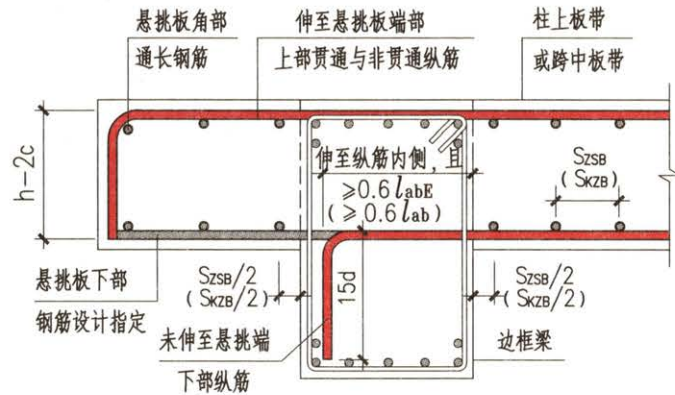 悬挑板角部
通长钢筋
伸至悬挑板端部
上部贯通与非贯通纵筋
柱上板带
或跨中板带
h-2c
伸至纵筋内侧, 且
≥0.6labE
(≥0.6lab)
SZSB
(SKZB)
悬挑板下部
钢筋设计指定
SZSB/2
(SKZB/2)
15d
SZSB/2
(SKZB/2)
未伸至悬挑端
下部纵筋
边框梁